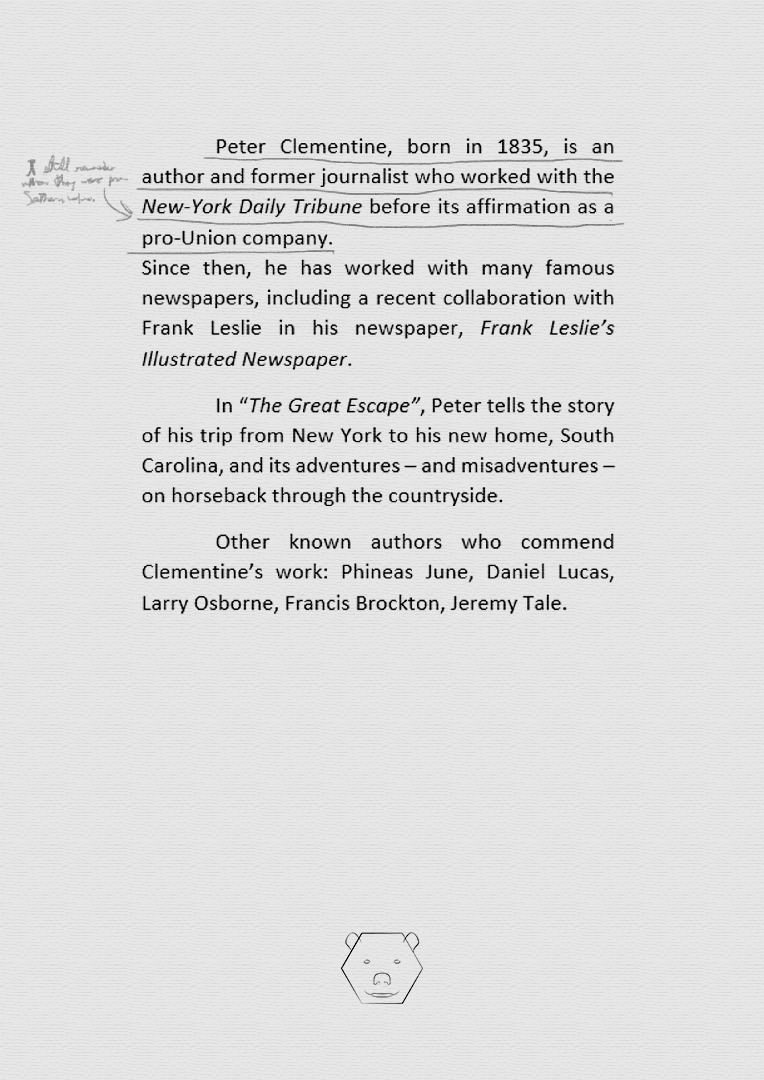 I still remember
when they were pro
Peter Clementine, born in 1835, is an
author and former journalist who worked with the
New-York Daily Tribune before its affirmation as a
pro-Union company.
Since then, he has worked with many famous
newspapers, including a recent collaboration with
Frank Leslie in his newspaper, Frank Leslie’s
Illustrated Newspaper.
In “The Great Escape”, Peter tells the story
of his trip from New York to his new home, South
Carolina, and its adventures – and misadventures –
on horseback through the countryside.
Other known authors who commend
Clementine’s work: Phineas June, Daniel Lucas,
Larry Osborne, Francis Brockton, Jeremy Tale.